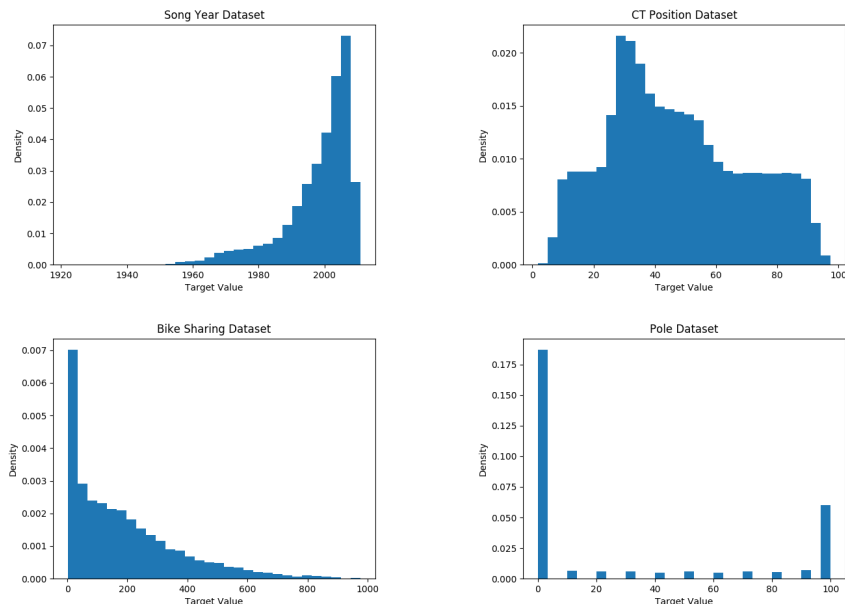 Song Year Dataset
0.07
0.06
0.05
0.04
0.03
0.02
0.01
0.00
Density
1920 1940 1960 1980 2000
Target Value
CT Position Dataset
0.020
0.015
0.010
0.005
0.000
Density
0 20 40 60 80 100
Target Value
Bike Sharing Dataset
0.007
0.006
0.005
0.004
0.003
0.002
0.001
0.000
Density
0 200 400 600 800 1000
Target Value
Pole Dataset
0.175
0.150
0.125
0.100
0.075
0.050
0.025
0.000
Density
0 20 40 60 80 100
Target Value